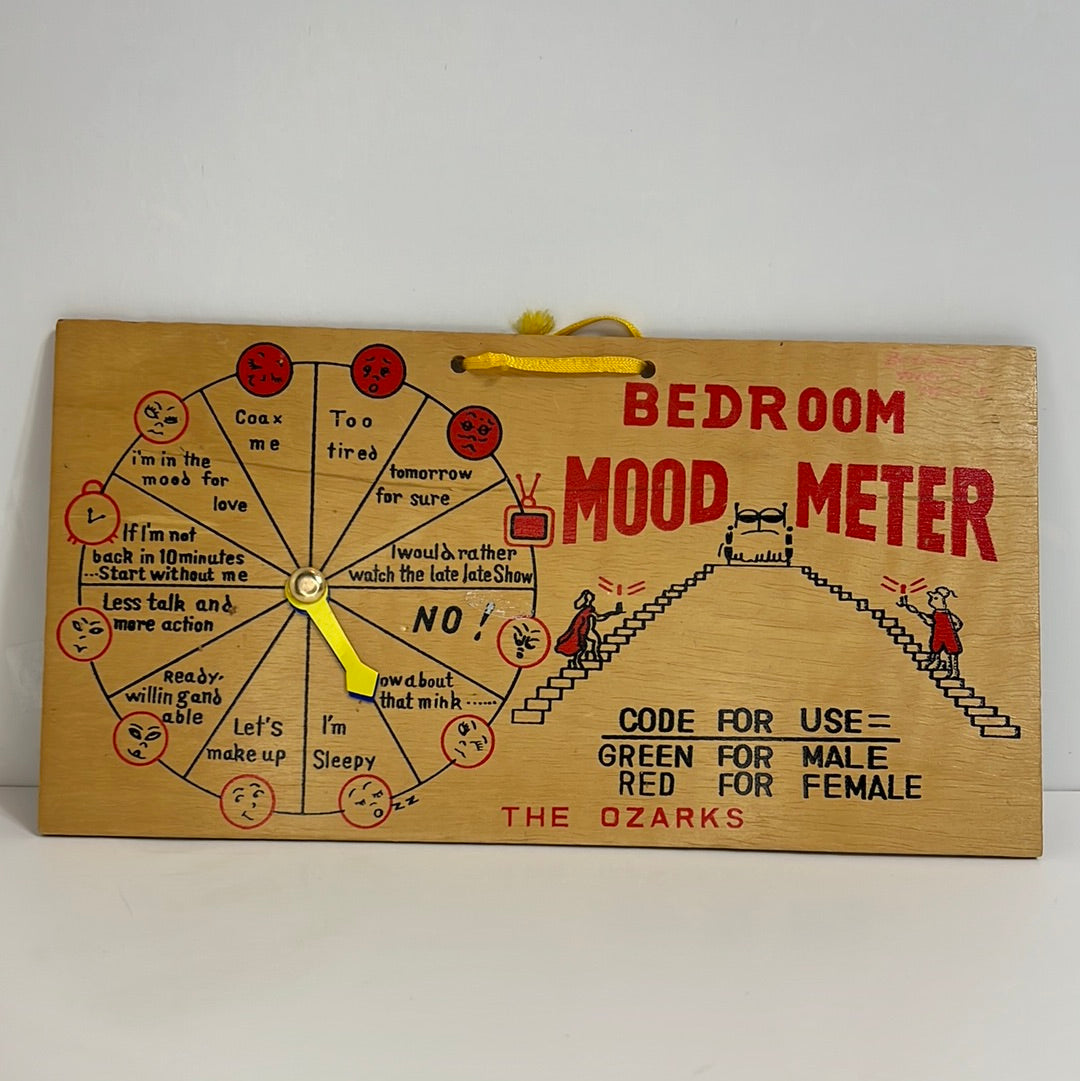 BEDROOM
MOOD METER
Coax
me
Too
tired
tomorrow
for sure
I would rather
watch the late late Show
NO!
ow about
that mink ......
I'm
Sleepy
ZZ
Let's
make up
Ready-
willing and
able
Less talk and
more action
If I'm not
back in 10 minutes
...Start without me
i'm in the
mood for
love
CODE FOR USE=
GREEN FOR MALE
RED FOR FEMALE
THE OZARKS